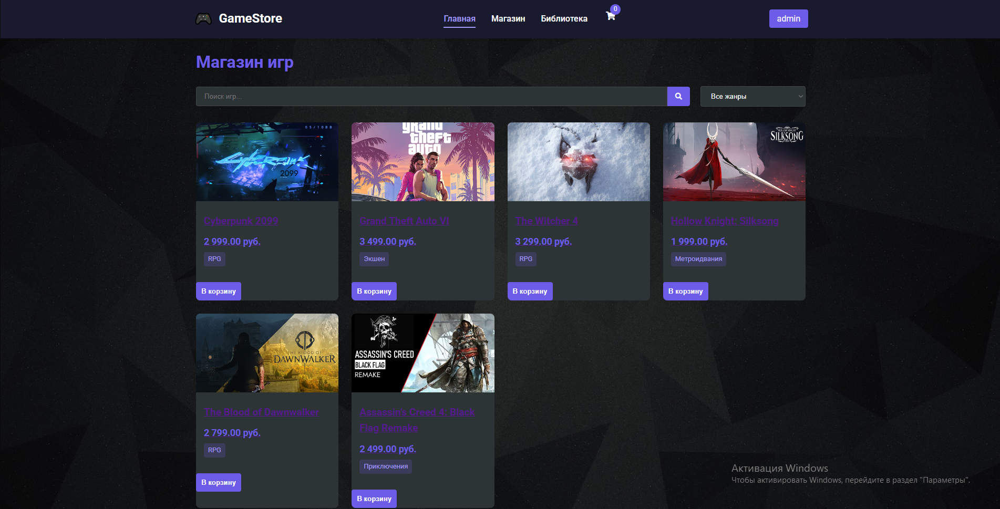 GameStore
Главная
Магазин
Библиотека
0
admin
Магазин игр
Поиск игр...
Все жанры
65/1088
CYBERPUNK
2099
grand
theft
auto
HOLLOW KNIGHT
SILKSONG
Cyberpunk 2099
2 999.00 руб.
RPG
В корзину
Grand Theft Auto VI
3 499.00 руб.
Экшен
В корзину
The Witcher 4
3 299.00 руб.
RPG
В корзину
Hollow Knight: Silksong
1 999.00 руб.
Метроидвания
В корзину
THE BLOOD OF
DAWNWALKER
ASSASSIN'S CREED
BLACK FLAG
REMAKE
The Blood of Dawnwalker
2 799.00 руб.
RPG
В корзину
Assassin's Creed 4: Black
Flag Remake
2 499.00 руб.
Приключения
В корзину
Активация Windows
Чтобы активировать Windows, перейдите в раздел "Параметры".